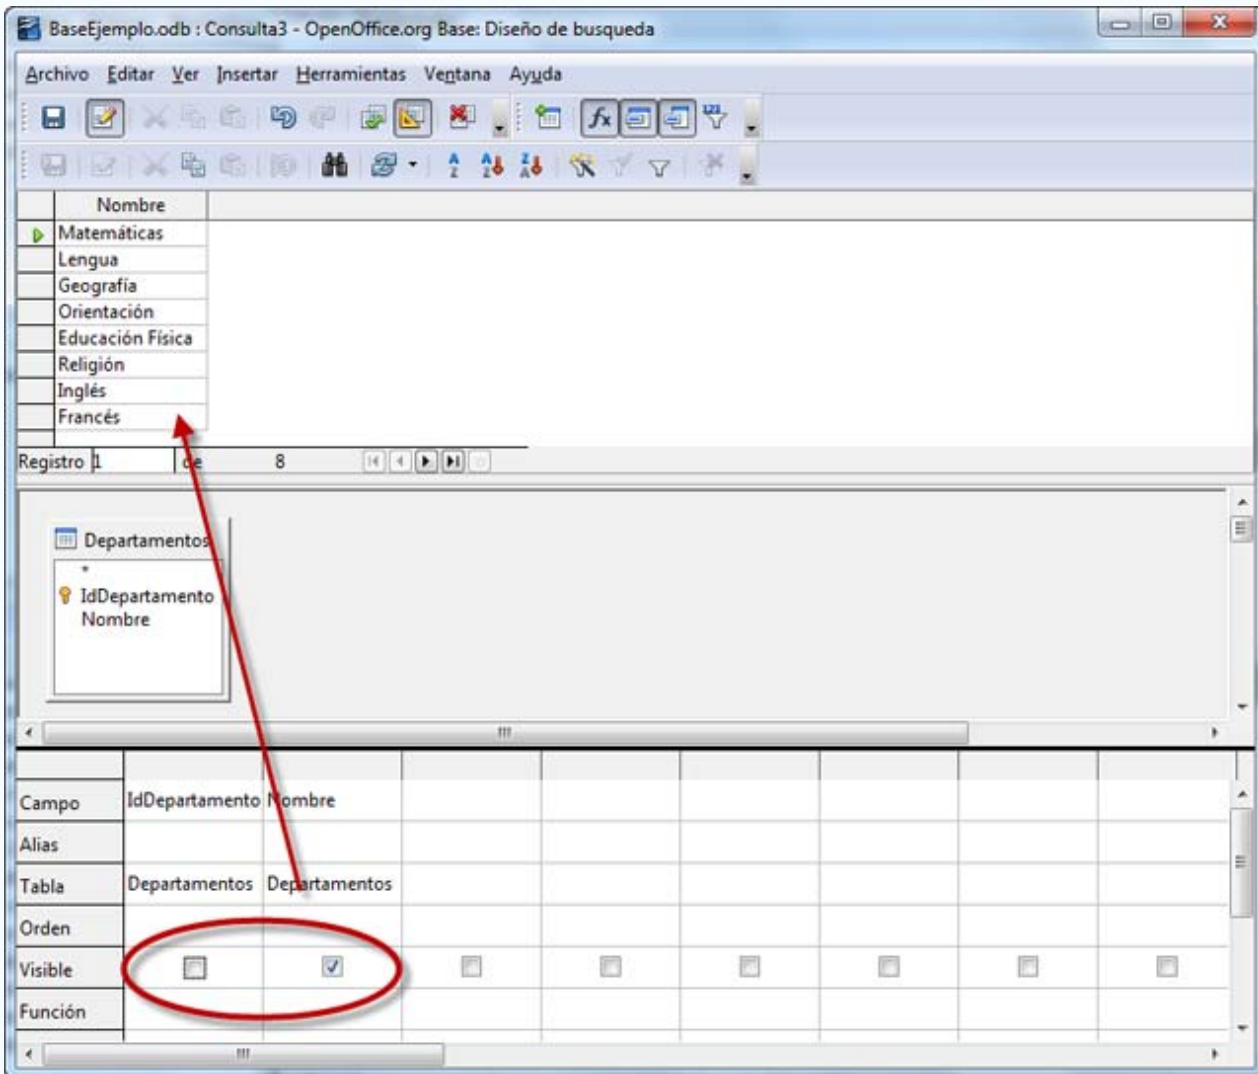 BaseEjemplo.odb : Consulta3 - OpenOffice.org Base: Diseño de busqueda
Archivo Editar Ver Insertar Herramientas Ventana Ayuda
Nombre
Matemáticas
Lengua
Geografía
Orientación
Educación Física
Religión
Inglés
Francés
Registro 1 de 8
Departamentos
*
IdDepartamento
Nombre
Campo IdDepartamento Nombre
Alias
Tabla Departamentos Departamentos
Orden
Visible
Función